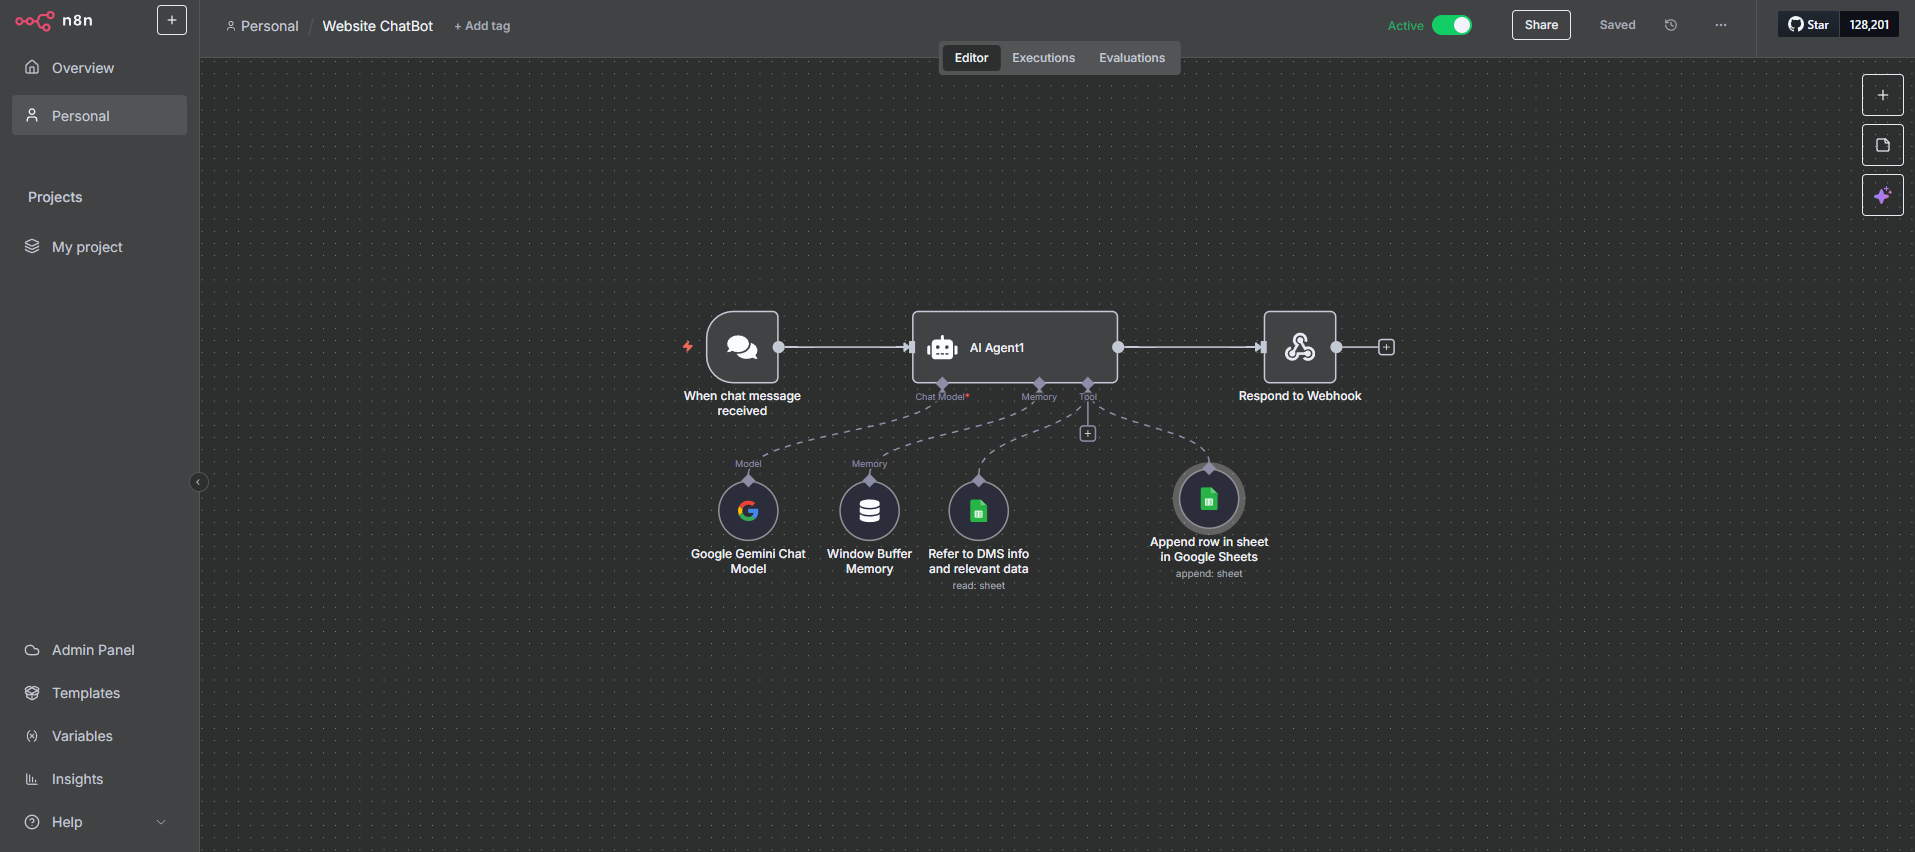 n8n
+
Personal / Website ChatBot + Add tag
Active
Share
Saved
...
Star 128,201
Editor Executions Evaluations
Overview
Personal
Projects
My project
Admin Panel
Templates
Variables
Insights
Help
When chat message
received
AI Agent1
Chat Model*
Memory
Tool
Respond to Webhook
Model
Google Gemini Chat
Model
Memory
Window Buffer
Memory
Refer to DMS info
and relevant data
read: sheet
Append row in sheet
in Google Sheets
append: sheet